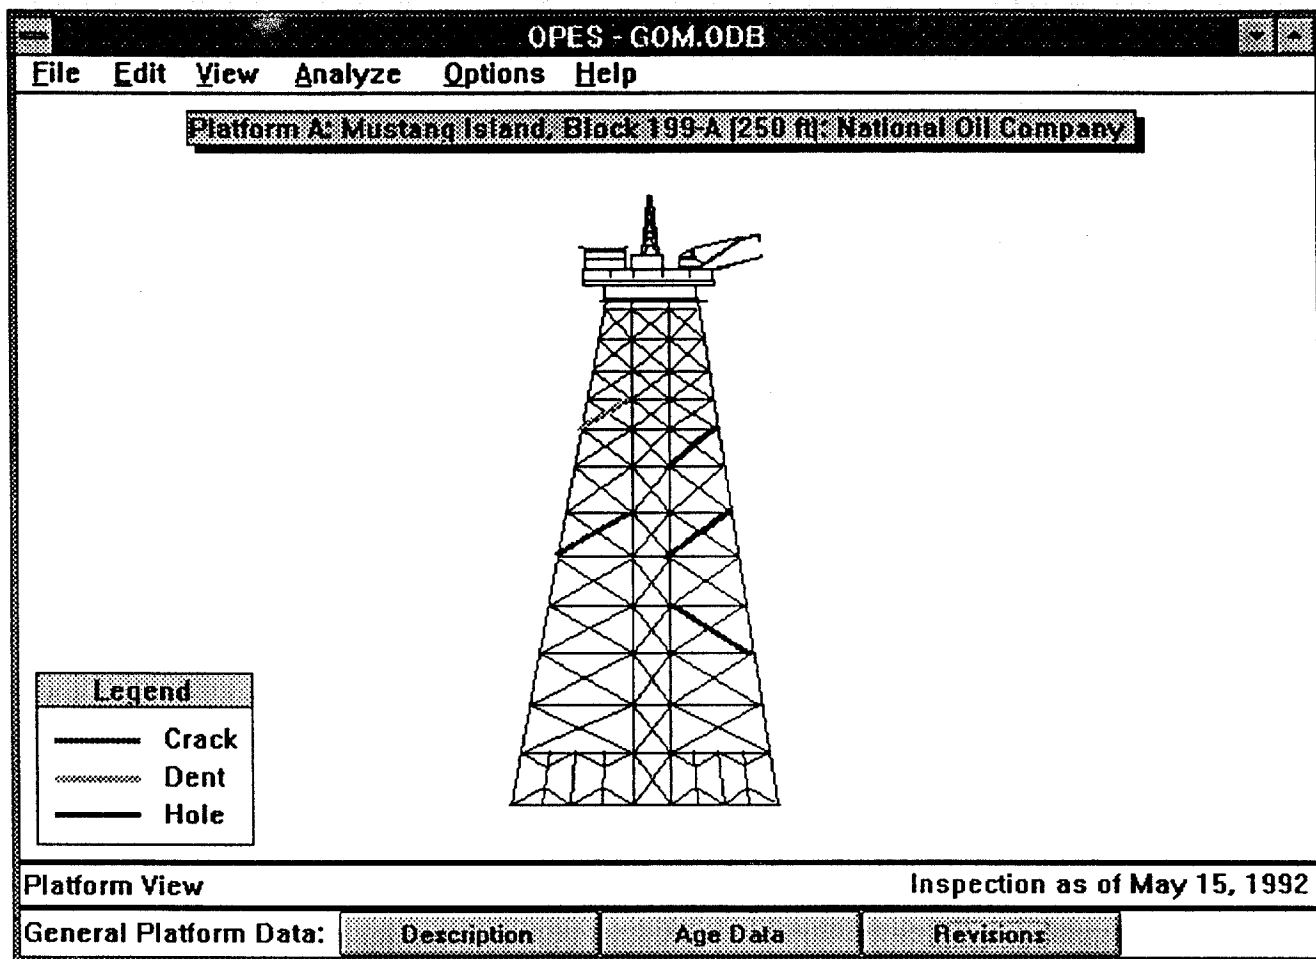 OPES - GOM.ODB
File Edit View Analyze Options Help
Platform A: Mustang Island, Block 199-A [250 ft]: National Oil Company
Legend
Crack
Dent
Hole
Platform View Inspection as of May 15, 1992
General Platform Data: Description Age Data Revisions